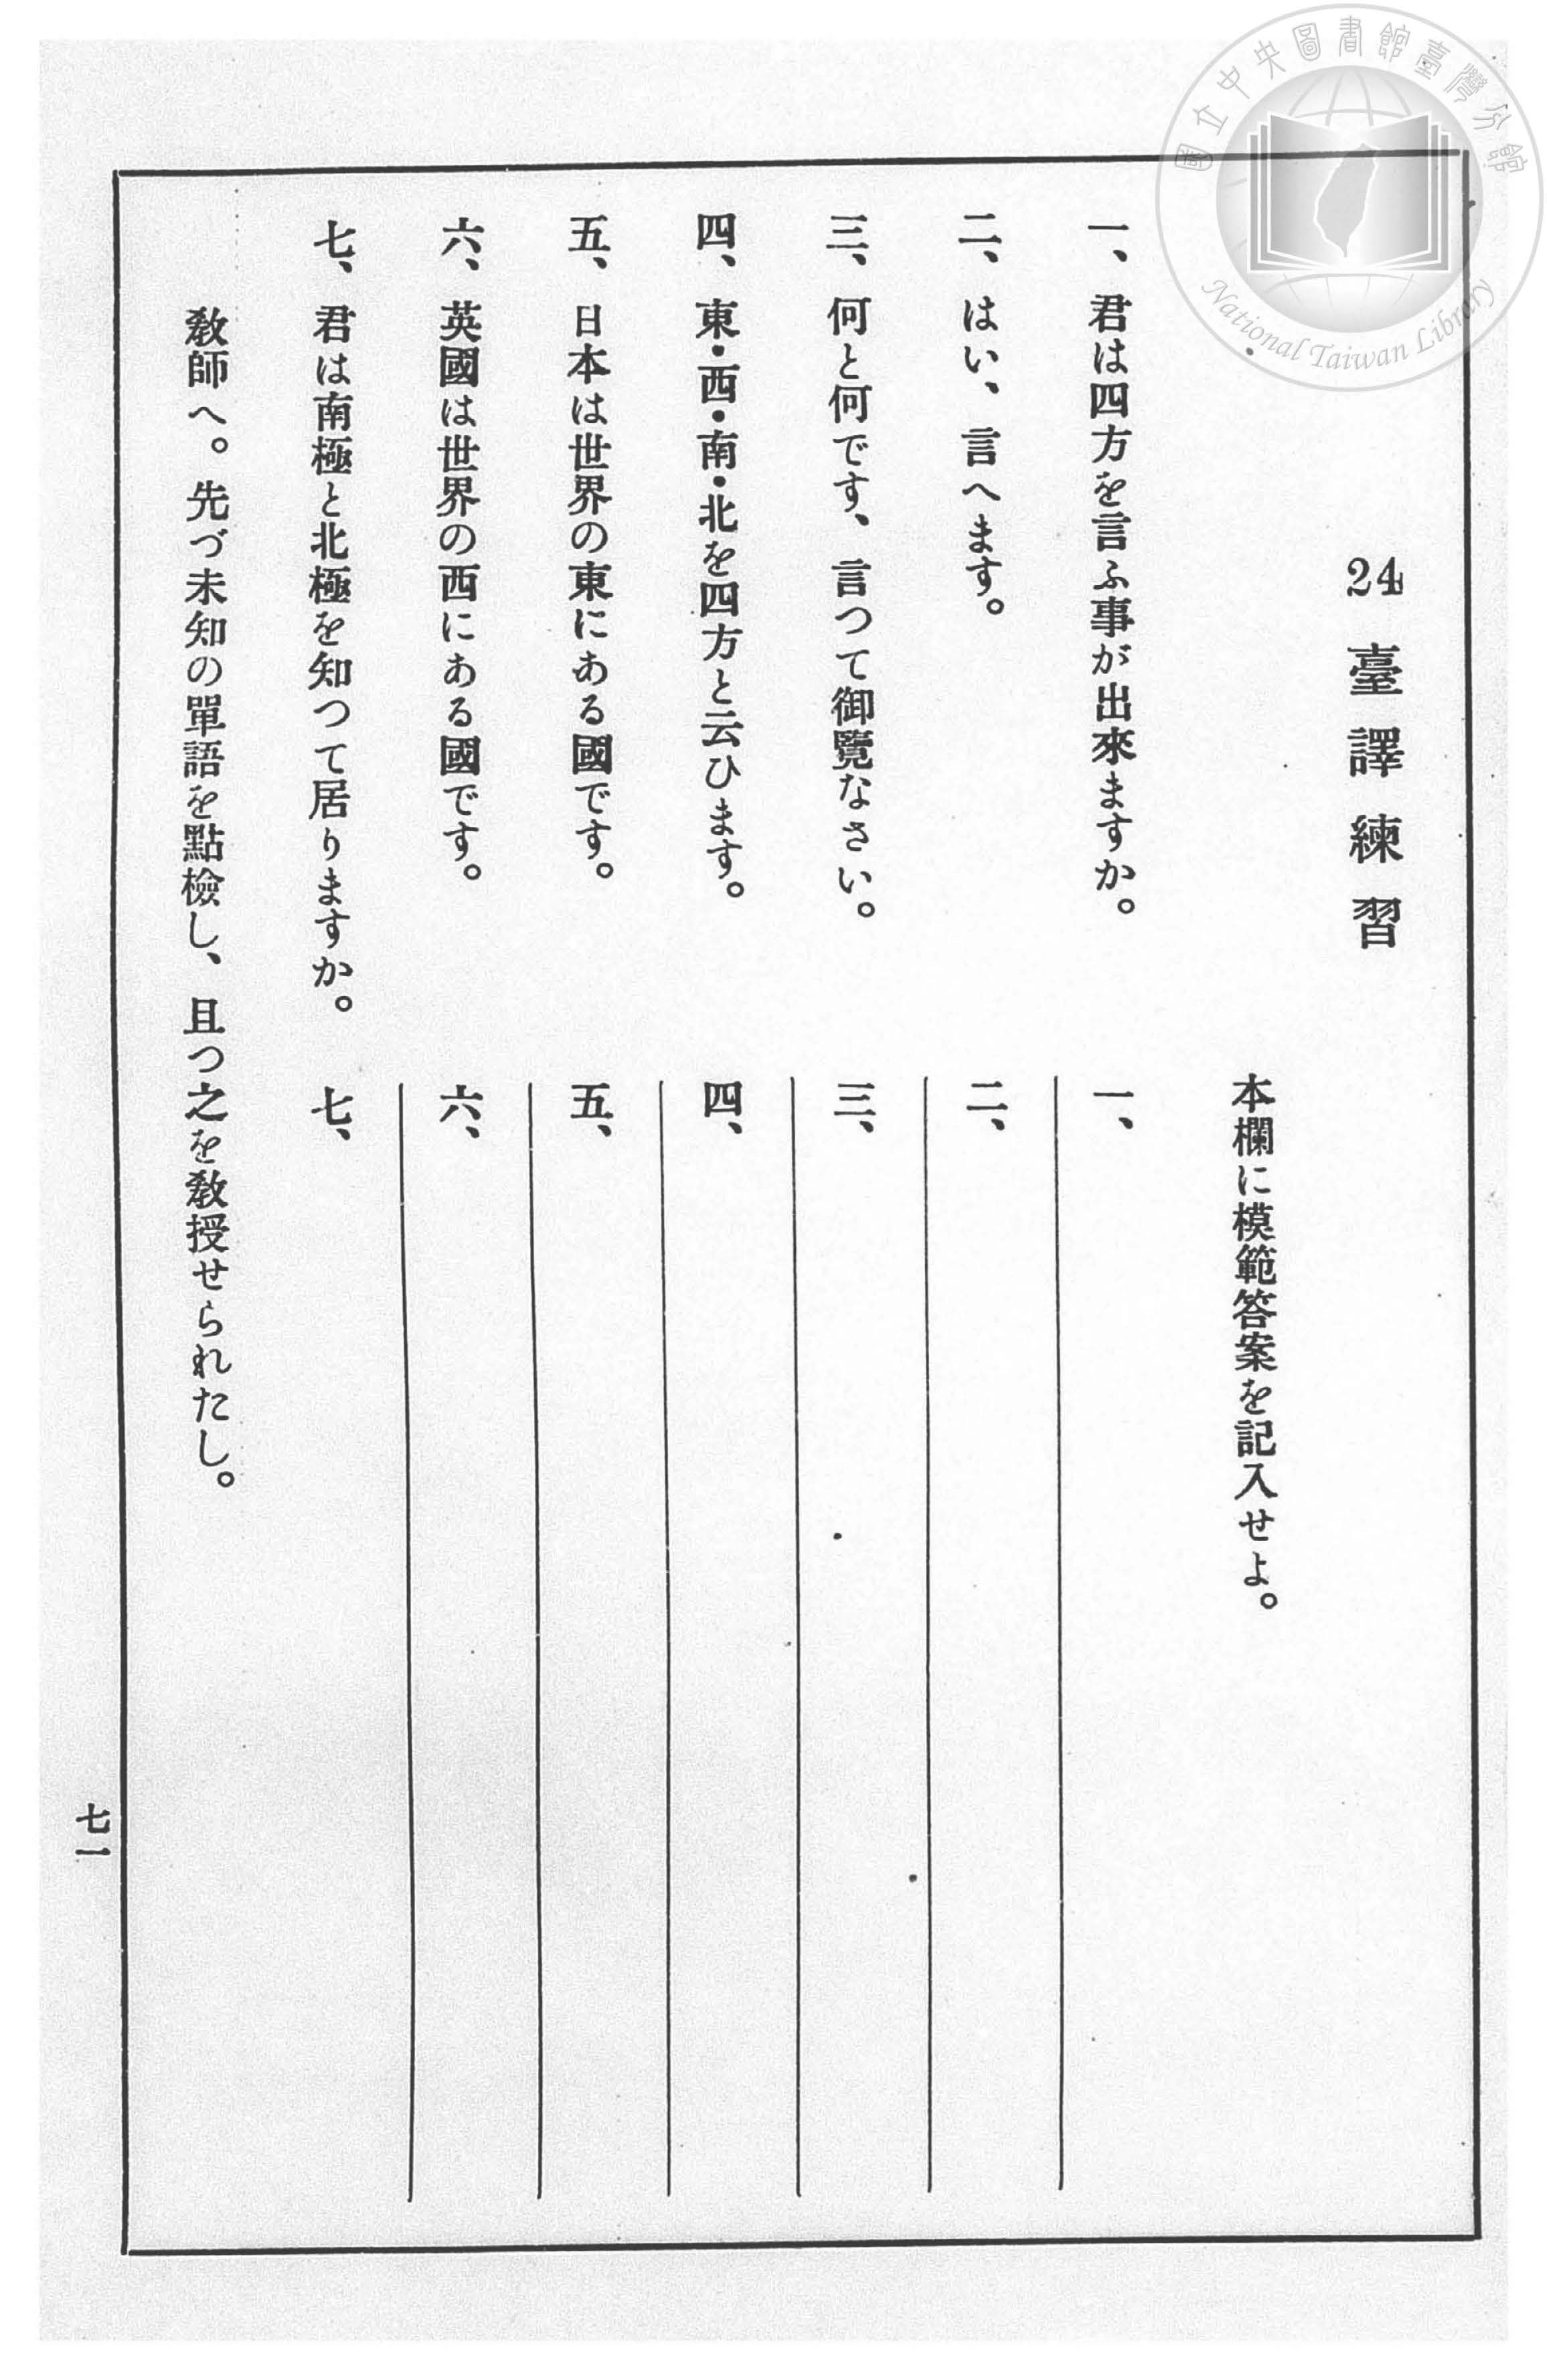 國立中央圖書館臺灣分館
National Taiwan Library
24 臺譯練習
本欄に模範答案を記入せよ。
一、君は四方を言ふ事が出來ますか。
二、はい、言へます。
三、何と何です、言つて御覽なさい。
四、東・西・南・北を四方と云ひます。
五、日本は世界の東にある國です。
六、英國は世界の西にある國です。
七、君は南極と北極を知つて居りますか。
一、
二、
三、
四、
五、
六、
七、
敎師へ。先づ未知の單語を點檢し、且つ之を敎授せられたし。
七一